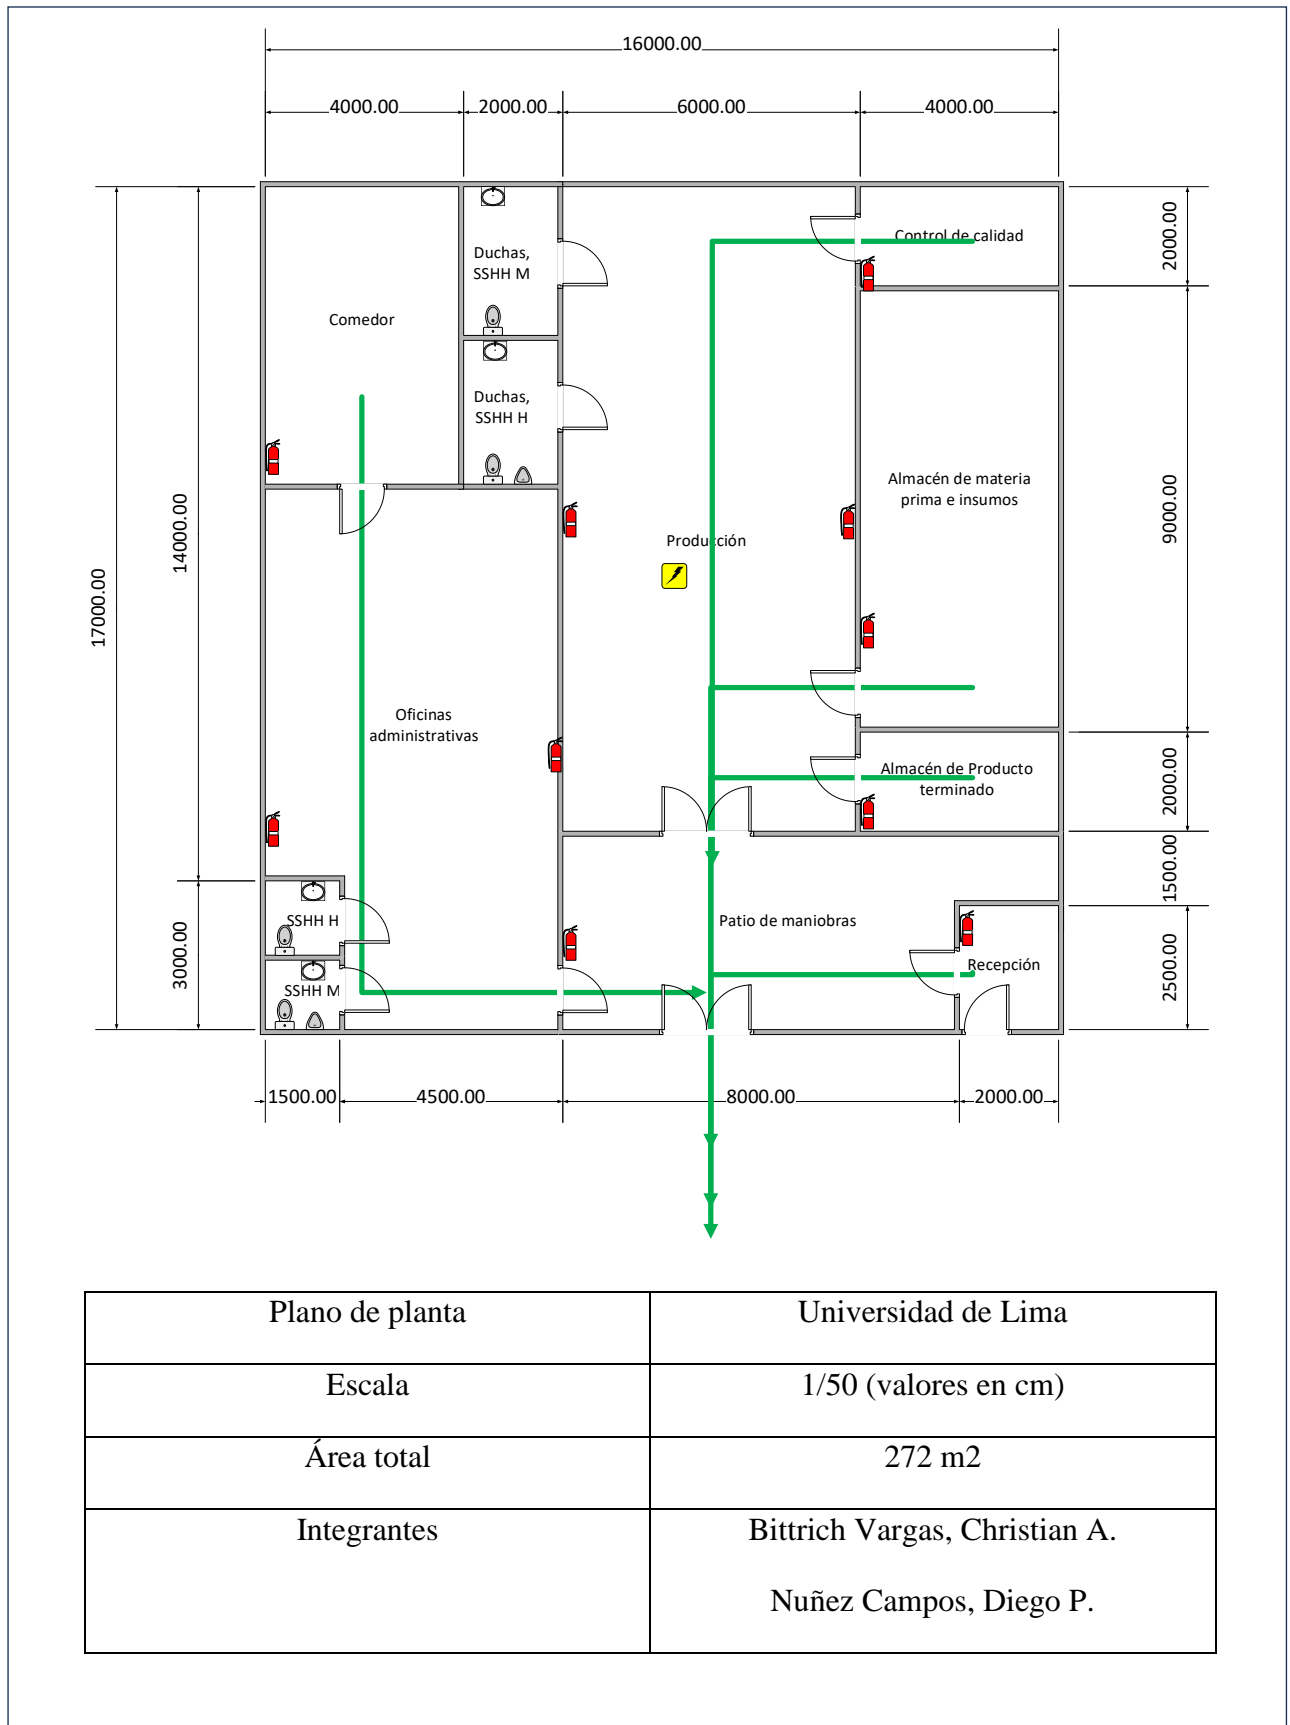 16000.00
4000.00
2000.00
6000.00
4000.00
17000.00
14000.00
3000.00
2000.00
9000.00
2000.00
1500.00
2500.00
Control de calidad
Duchas,
SSHH M
Comedor
Duchas,
SSHH H
Almacén de materia
prima e insumos
Producción
Oficinas
administrativas
Almacén de Producto
terminado
SSHH H
Patio de maniobras
Recepción
SSHH M
1500.00
4500.00
8000.00
2000.00
Plano de planta
Universidad de Lima
Escala
1/50 (valores en cm)
Área total
272 m2
Integrantes
Bittrich Vargas, Christian A.
Nuñez Campos, Diego P.